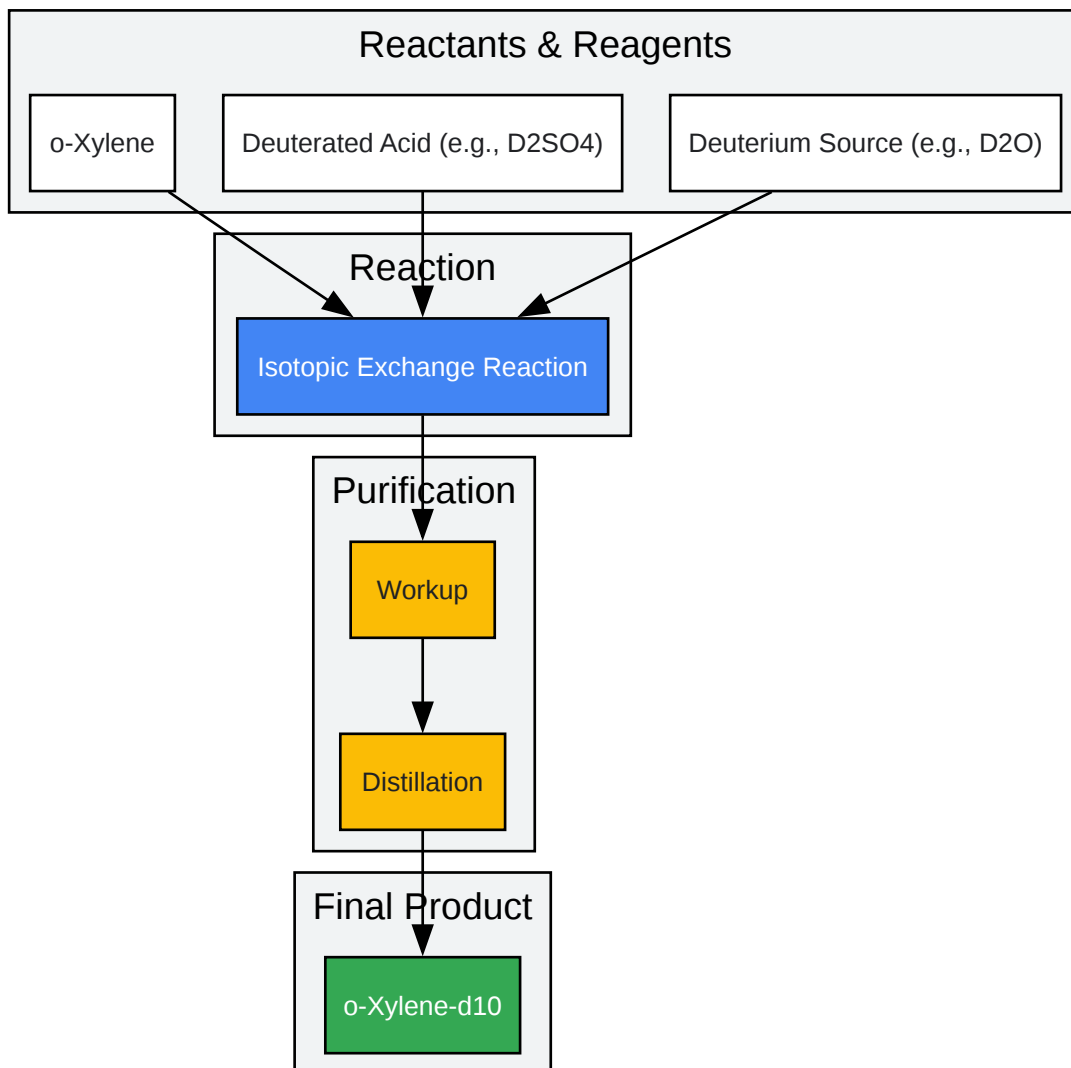 Reactants & Reagents
o-Xylene
Deuterated Acid (e.g., D2SO4)
Deuterium Source (e.g., D2O)
Reaction
Isotopic Exchange Reaction
Purification
Workup
Distillation
Final Product
o-Xylene-d10